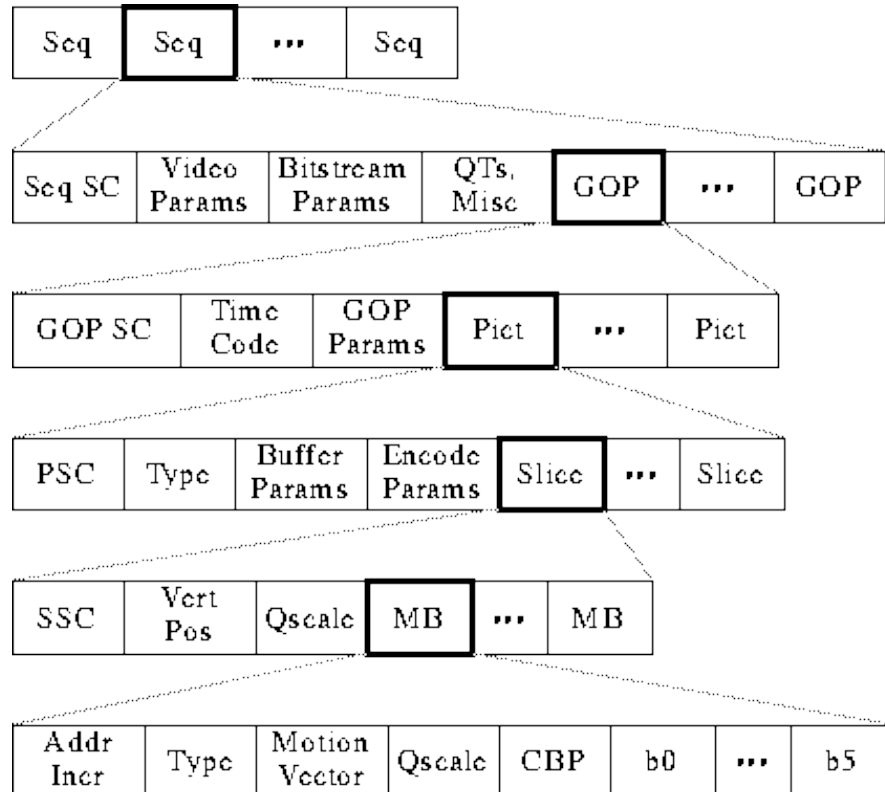 Seq Seq ... Seq
Seq SC Video Params Bitstream Params QTs, Misc GOP ... GOP
GOP SC Time Code GOP Params Pict ... Pict
PSC Type Buffer Params Encode Params Slice ... Slice
SSC Vert Pos Qscale MB ... MB
Addr Incr Type Motion Vector Qscale CBP b0 ... b5